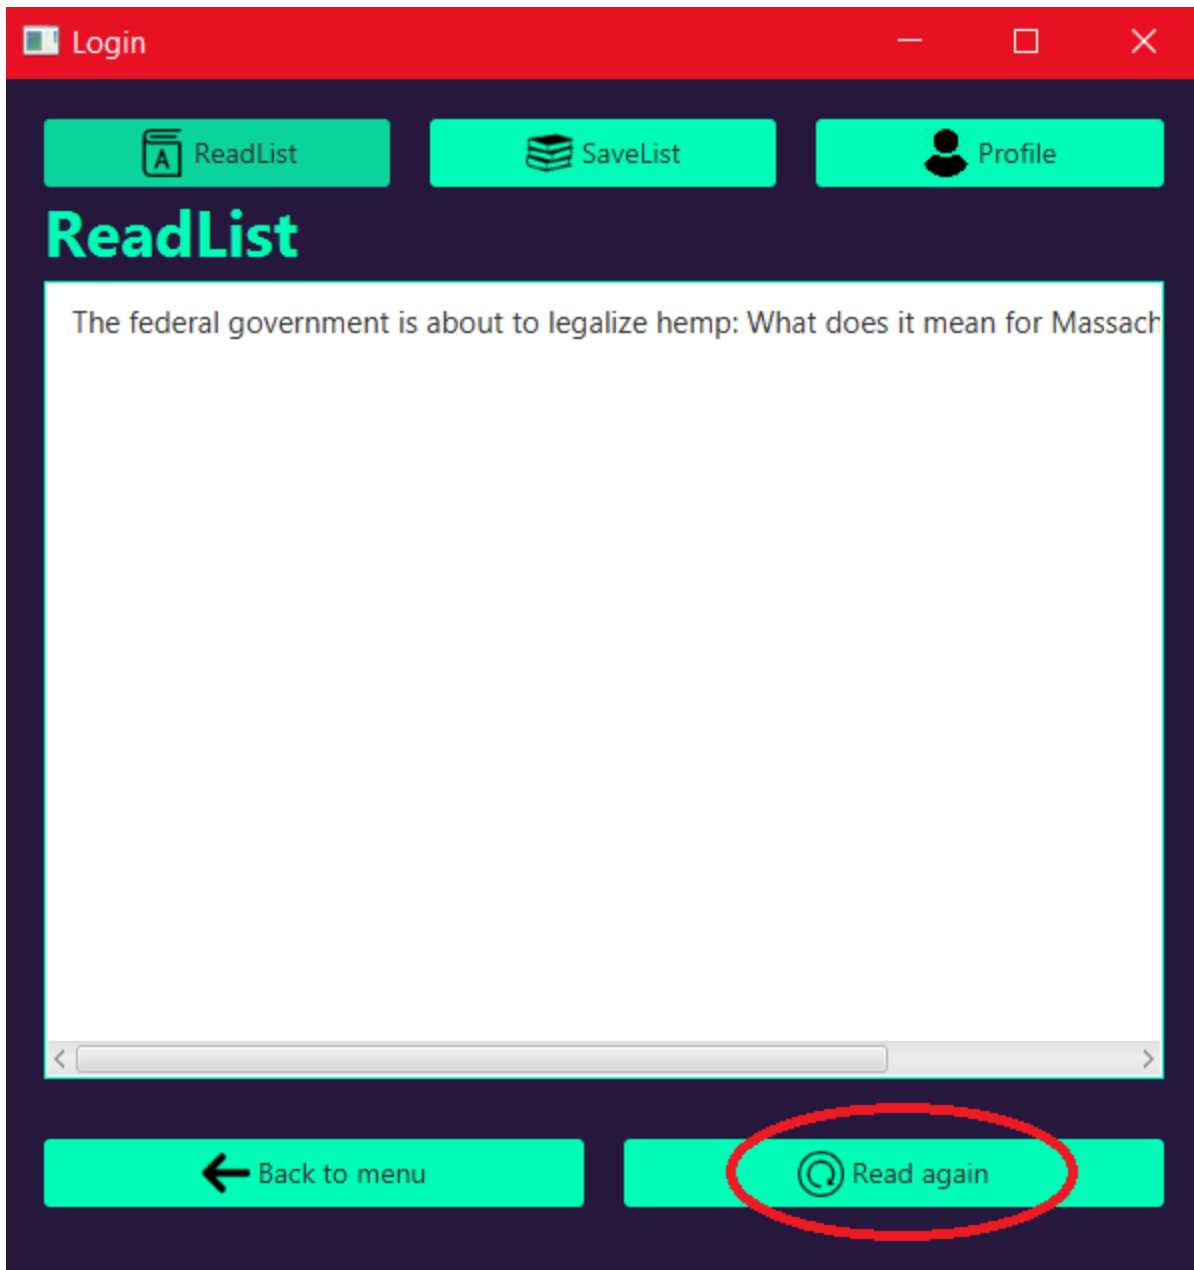 Login
ReadList
SaveList
Profile
ReadList
The federal government is about to legalize hemp: What does it mean for Massach
Back to menu
Read again